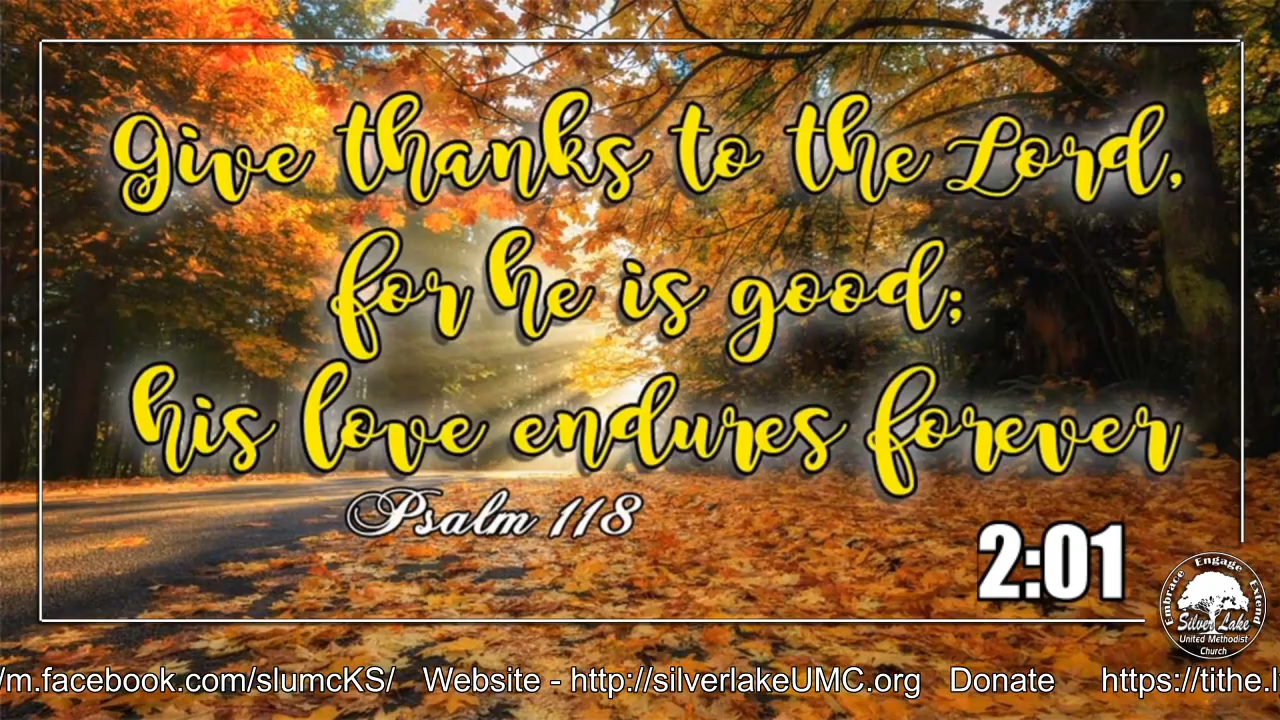 Give thanks to the Lord,
for he is good;
his love endures forever
Psalm 118
2:01
Embrace Engage Extend
Silver Lake
United Methodist
Church
/m.facebook.com/slumcKS/ Website - http://silverlakeUMC.org Donate https://tithe.l